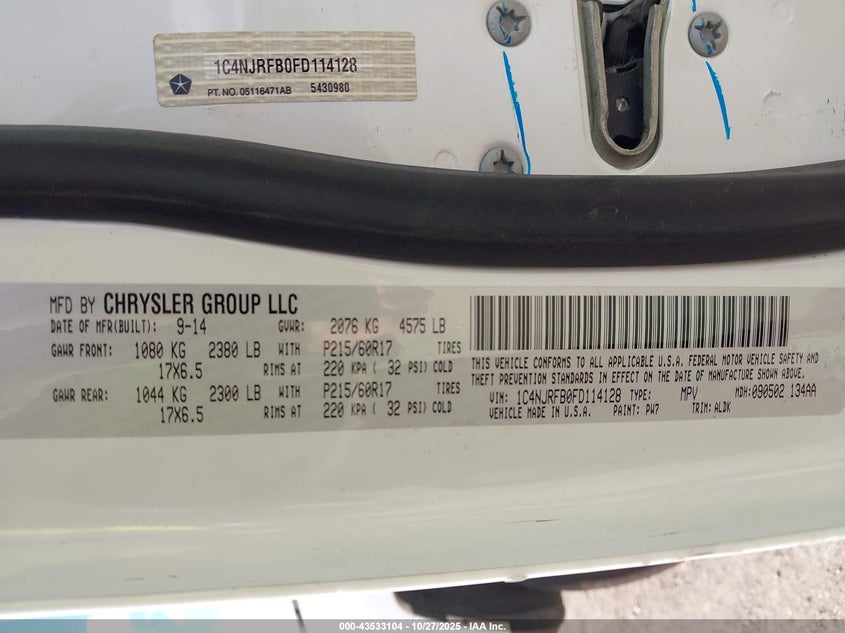 1C4NJRFB0FD114128
PT. NO. 05116471AB 5430980
MFD BY CHRYSLER GROUP LLC
DATE OF MFR(BUILT): 9-14 GVWR: 2076 KG 4575 LB
GAWR FRONT: 1080 KG 2380 LB WITH P215/60R17 TIRES
17X6.5 RIMS AT 220 KPA ( 32 PSI) COLD
GAWR REAR: 1044 KG 2300 LB WITH P215/60R17 TIRES
17X6.5 RIMS AT 220 KPA ( 32 PSI) COLD
THIS VEHICLE CONFORMS TO ALL APPLICABLE U.S.A. FEDERAL MOTOR VEHICLE SAFETY AND
THEFT PREVENTION STANDARDS IN EFFECT ON THE DATE OF MANUFACTURE SHOWN ABOVE.
VIN: 1C4NJRFB0FD114128 TYPE: MPV MDH:090502 134AA
VEHICLE MADE IN U.S.A. PAINT: PW7 TRIM: ALDK
000-43533104 - 10/27/2025 - IAA Inc.